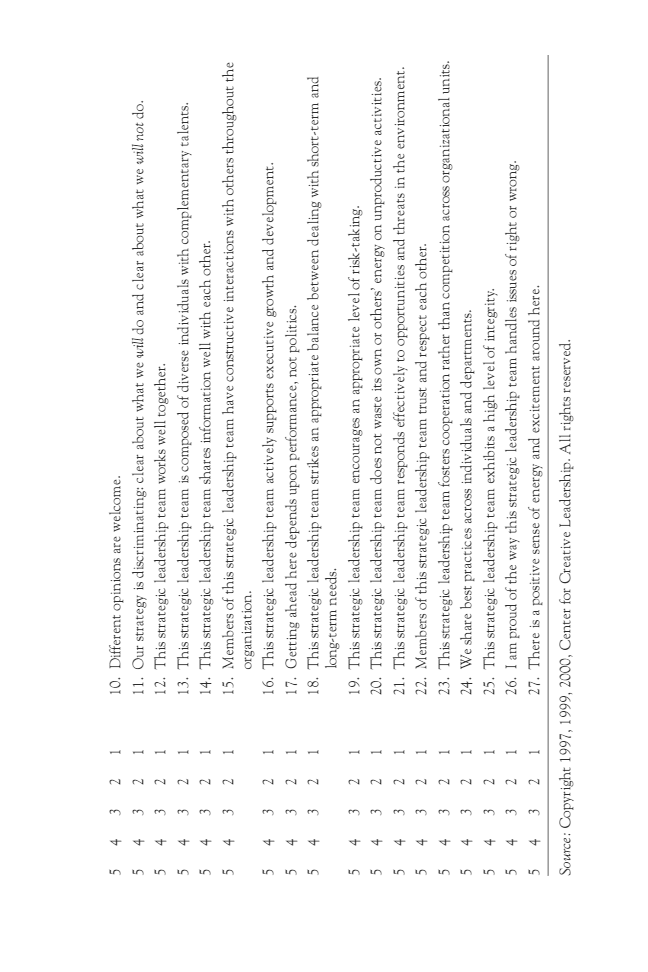 5 4 3 2 1 10. Different opinions are welcome.
5 4 3 2 1 11. Our strategy is discriminating: clear about what we will do and clear about what we will not do.
5 4 3 2 1 12. This strategic leadership team works well together.
5 4 3 2 1 13. This strategic leadership team is composed of diverse individuals with complementary talents.
5 4 3 2 1 14. This strategic leadership team shares information well with each other.
5 4 3 2 1 15. Members of this strategic leadership team have constructive interactions with others throughout the
organization.
5 4 3 2 1 16. This strategic leadership team actively supports executive growth and development.
5 4 3 2 1 17. Getting ahead here depends upon performance, not politics.
5 4 3 2 1 18. This strategic leadership team strikes an appropriate balance between dealing with short-term and
long-term needs.
5 4 3 2 1 19. This strategic leadership team encourages an appropriate level of risk-taking.
5 4 3 2 1 20. This strategic leadership team does not waste its own or others' energy on unproductive activities.
5 4 3 2 1 21. This strategic leadership team responds effectively to opportunities and threats in the environment.
5 4 3 2 1 22. Members of this strategic leadership team trust and respect each other.
5 4 3 2 1 23. This strategic leadership team fosters cooperation rather than competition across organizational units.
5 4 3 2 1 24. We share best practices across individuals and departments.
5 4 3 2 1 25. This strategic leadership team exhibits a high level of integrity.
5 4 3 2 1 26. I am proud of the way this strategic leadership team handles issues of right or wrong.
5 4 3 2 1 27. There is a positive sense of energy and excitement around here.
Source: Copyright 1997, 1999, 2000, Center for Creative Leadership. All rights reserved.